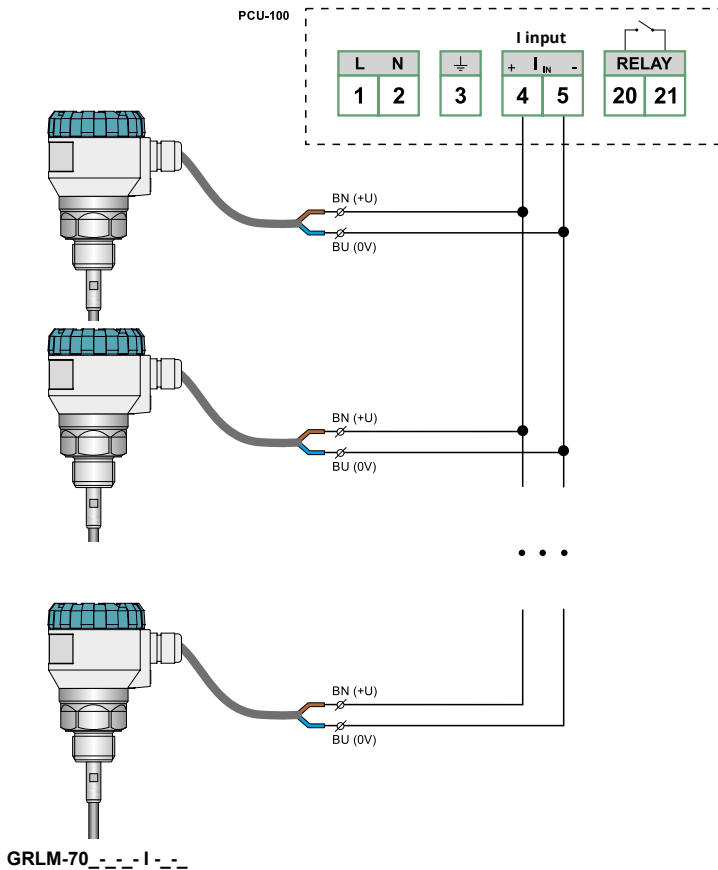 PCU-100
I input
L N
+ I IN -
RELAY
1 2 3 4 5 20 21
BN (+U)
BU (0V)
BN (+U)
BU (0V)
• • •
BN (+U)
BU (0V)
GRLM-70_-_-_- I -_-_